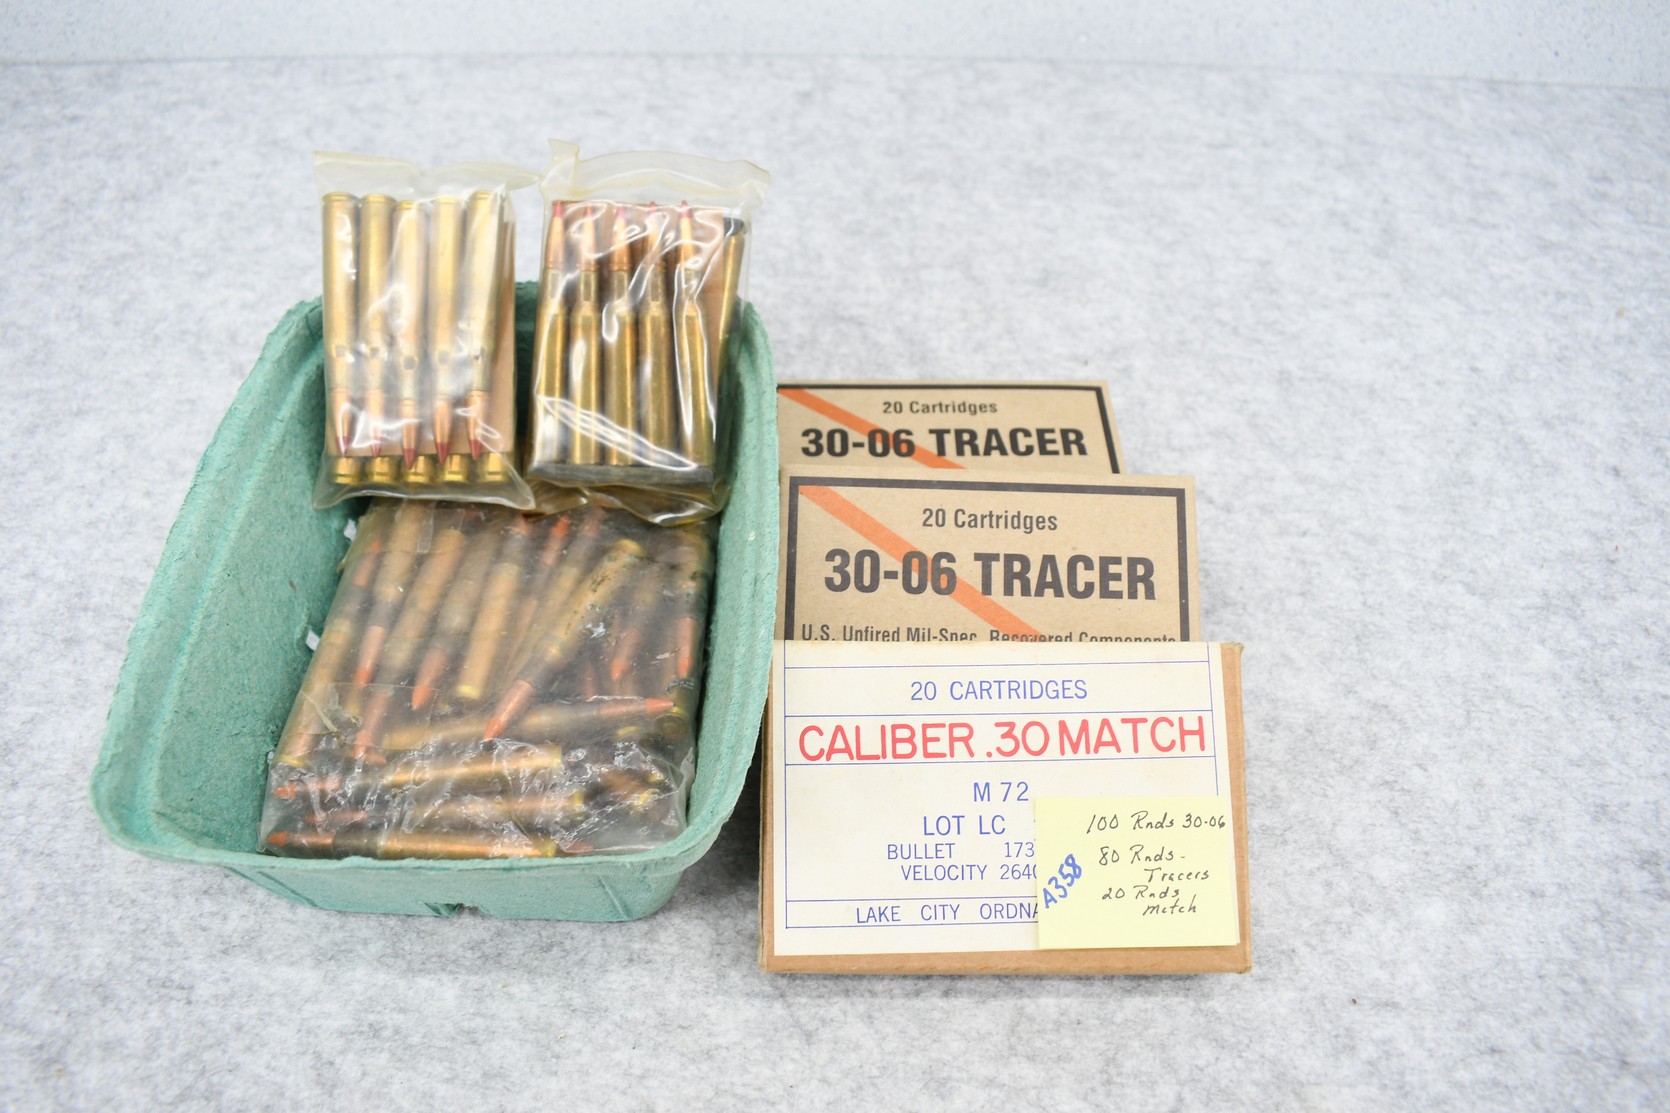 20 Cartridges
30-06 TRACER
20 Cartridges
30-06 TRACER
U.S. Unfired Mil-Spec. Recovered Components
20 CARTRIDGES
CALIBER .30 MATCH
M 72
LOT LC
BULLET 173
VELOCITY 264
LAKE CITY ORDNA
100 Rnds 30-06
80 Rnds-
Tracers
20 Rnds
Match
A358